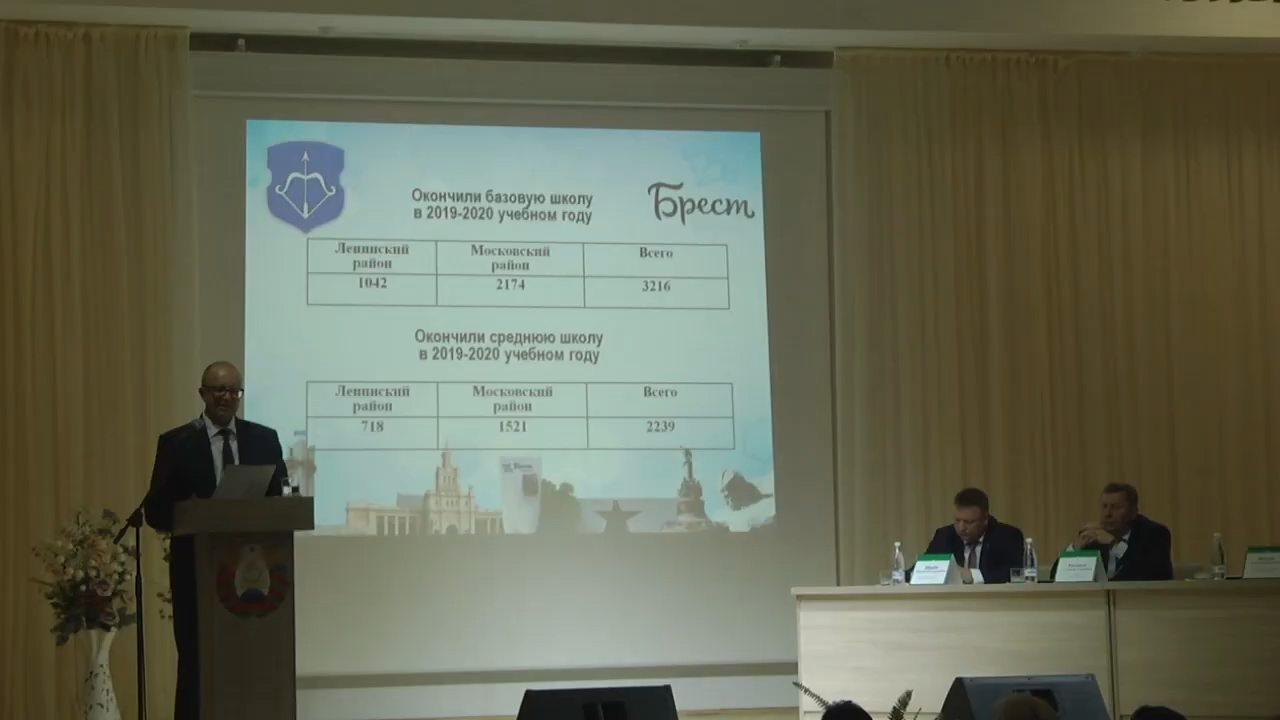 Окончили базовую школу
в 2019-2020 учебном году
Брест
Ленинский район
Московский район
Всего
1042
2174
3216
Окончили среднюю школу
в 2019-2020 учебном году
Ленинский район
Московский район
Всего
718
1521
2239